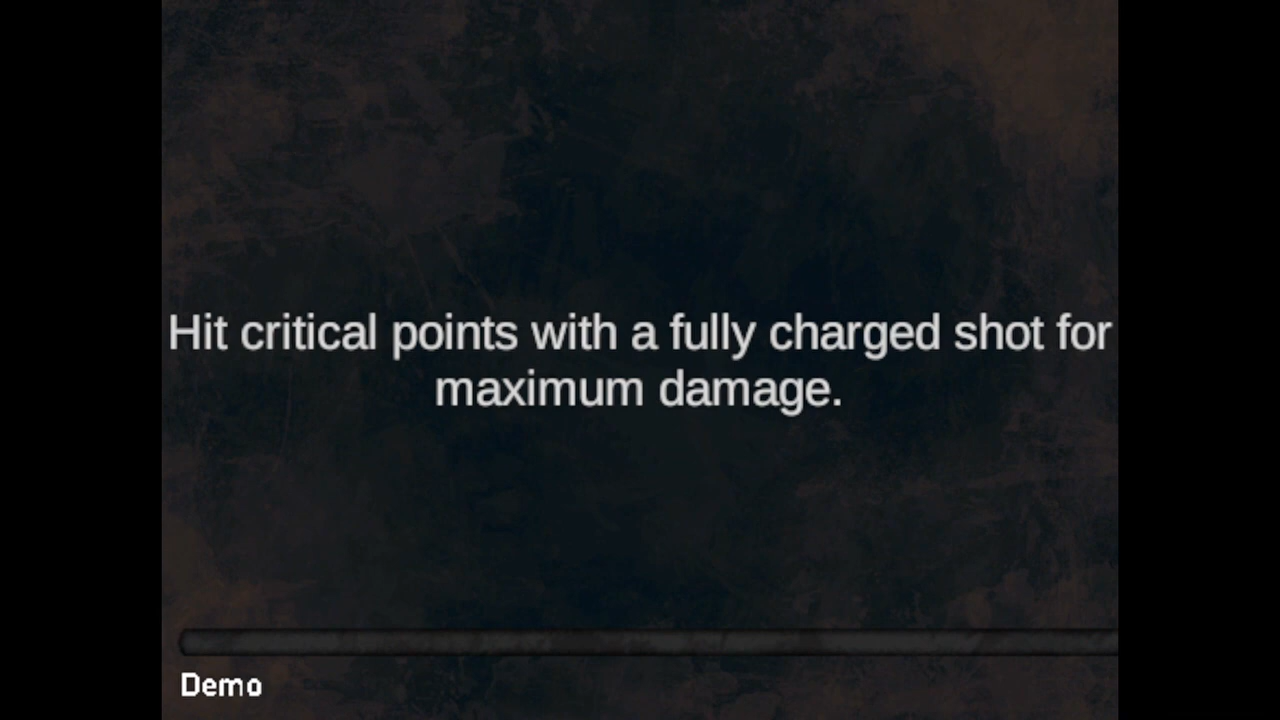 Hit critical points with a fully charged shot for
maximum damage.
Demo